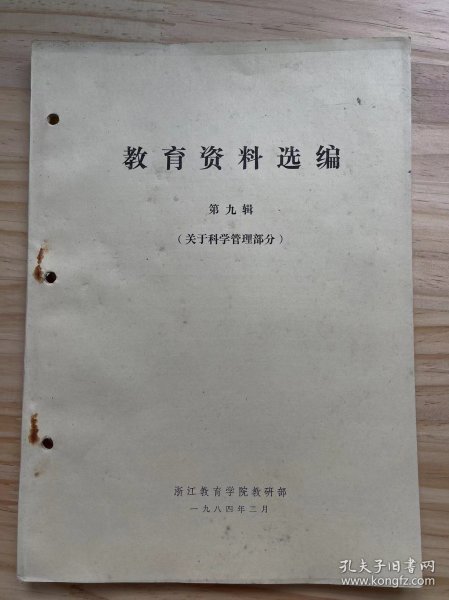 教育资料选编
第九辑
（关于科学管理部分）
浙江教育学院教研部
一九八四年二月
孔夫子旧书网
www.kongfz.com